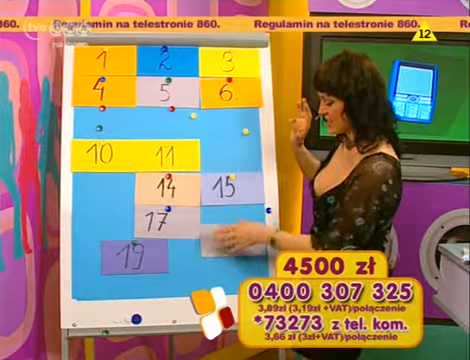 860.
Regulamin na telestronie 860.
Regulamin na telestronie 860.
tvn
12
1 2 3
4 5 6
10 11
14 15
17
19
4500 zł
0400 307 325
3,89zł (3,19zł +VAT)/połączenie
*73273 z tel. kom.
3,66 zł (3zł+VAT)/połączenie